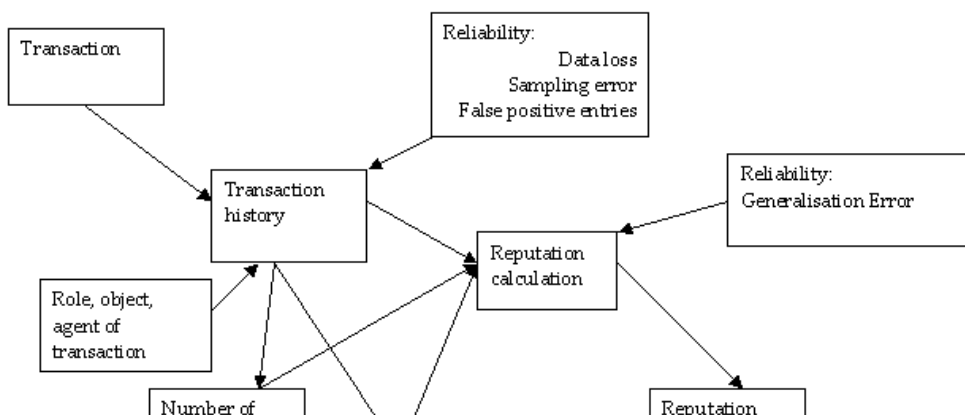 Transaction
Reliability:
Data loss
Sampling error
False positive entries
Transaction
history
Reliability:
Generalisation Error
Reputation
calculation
Role, object,
agent of
transaction
Number of
Reputation